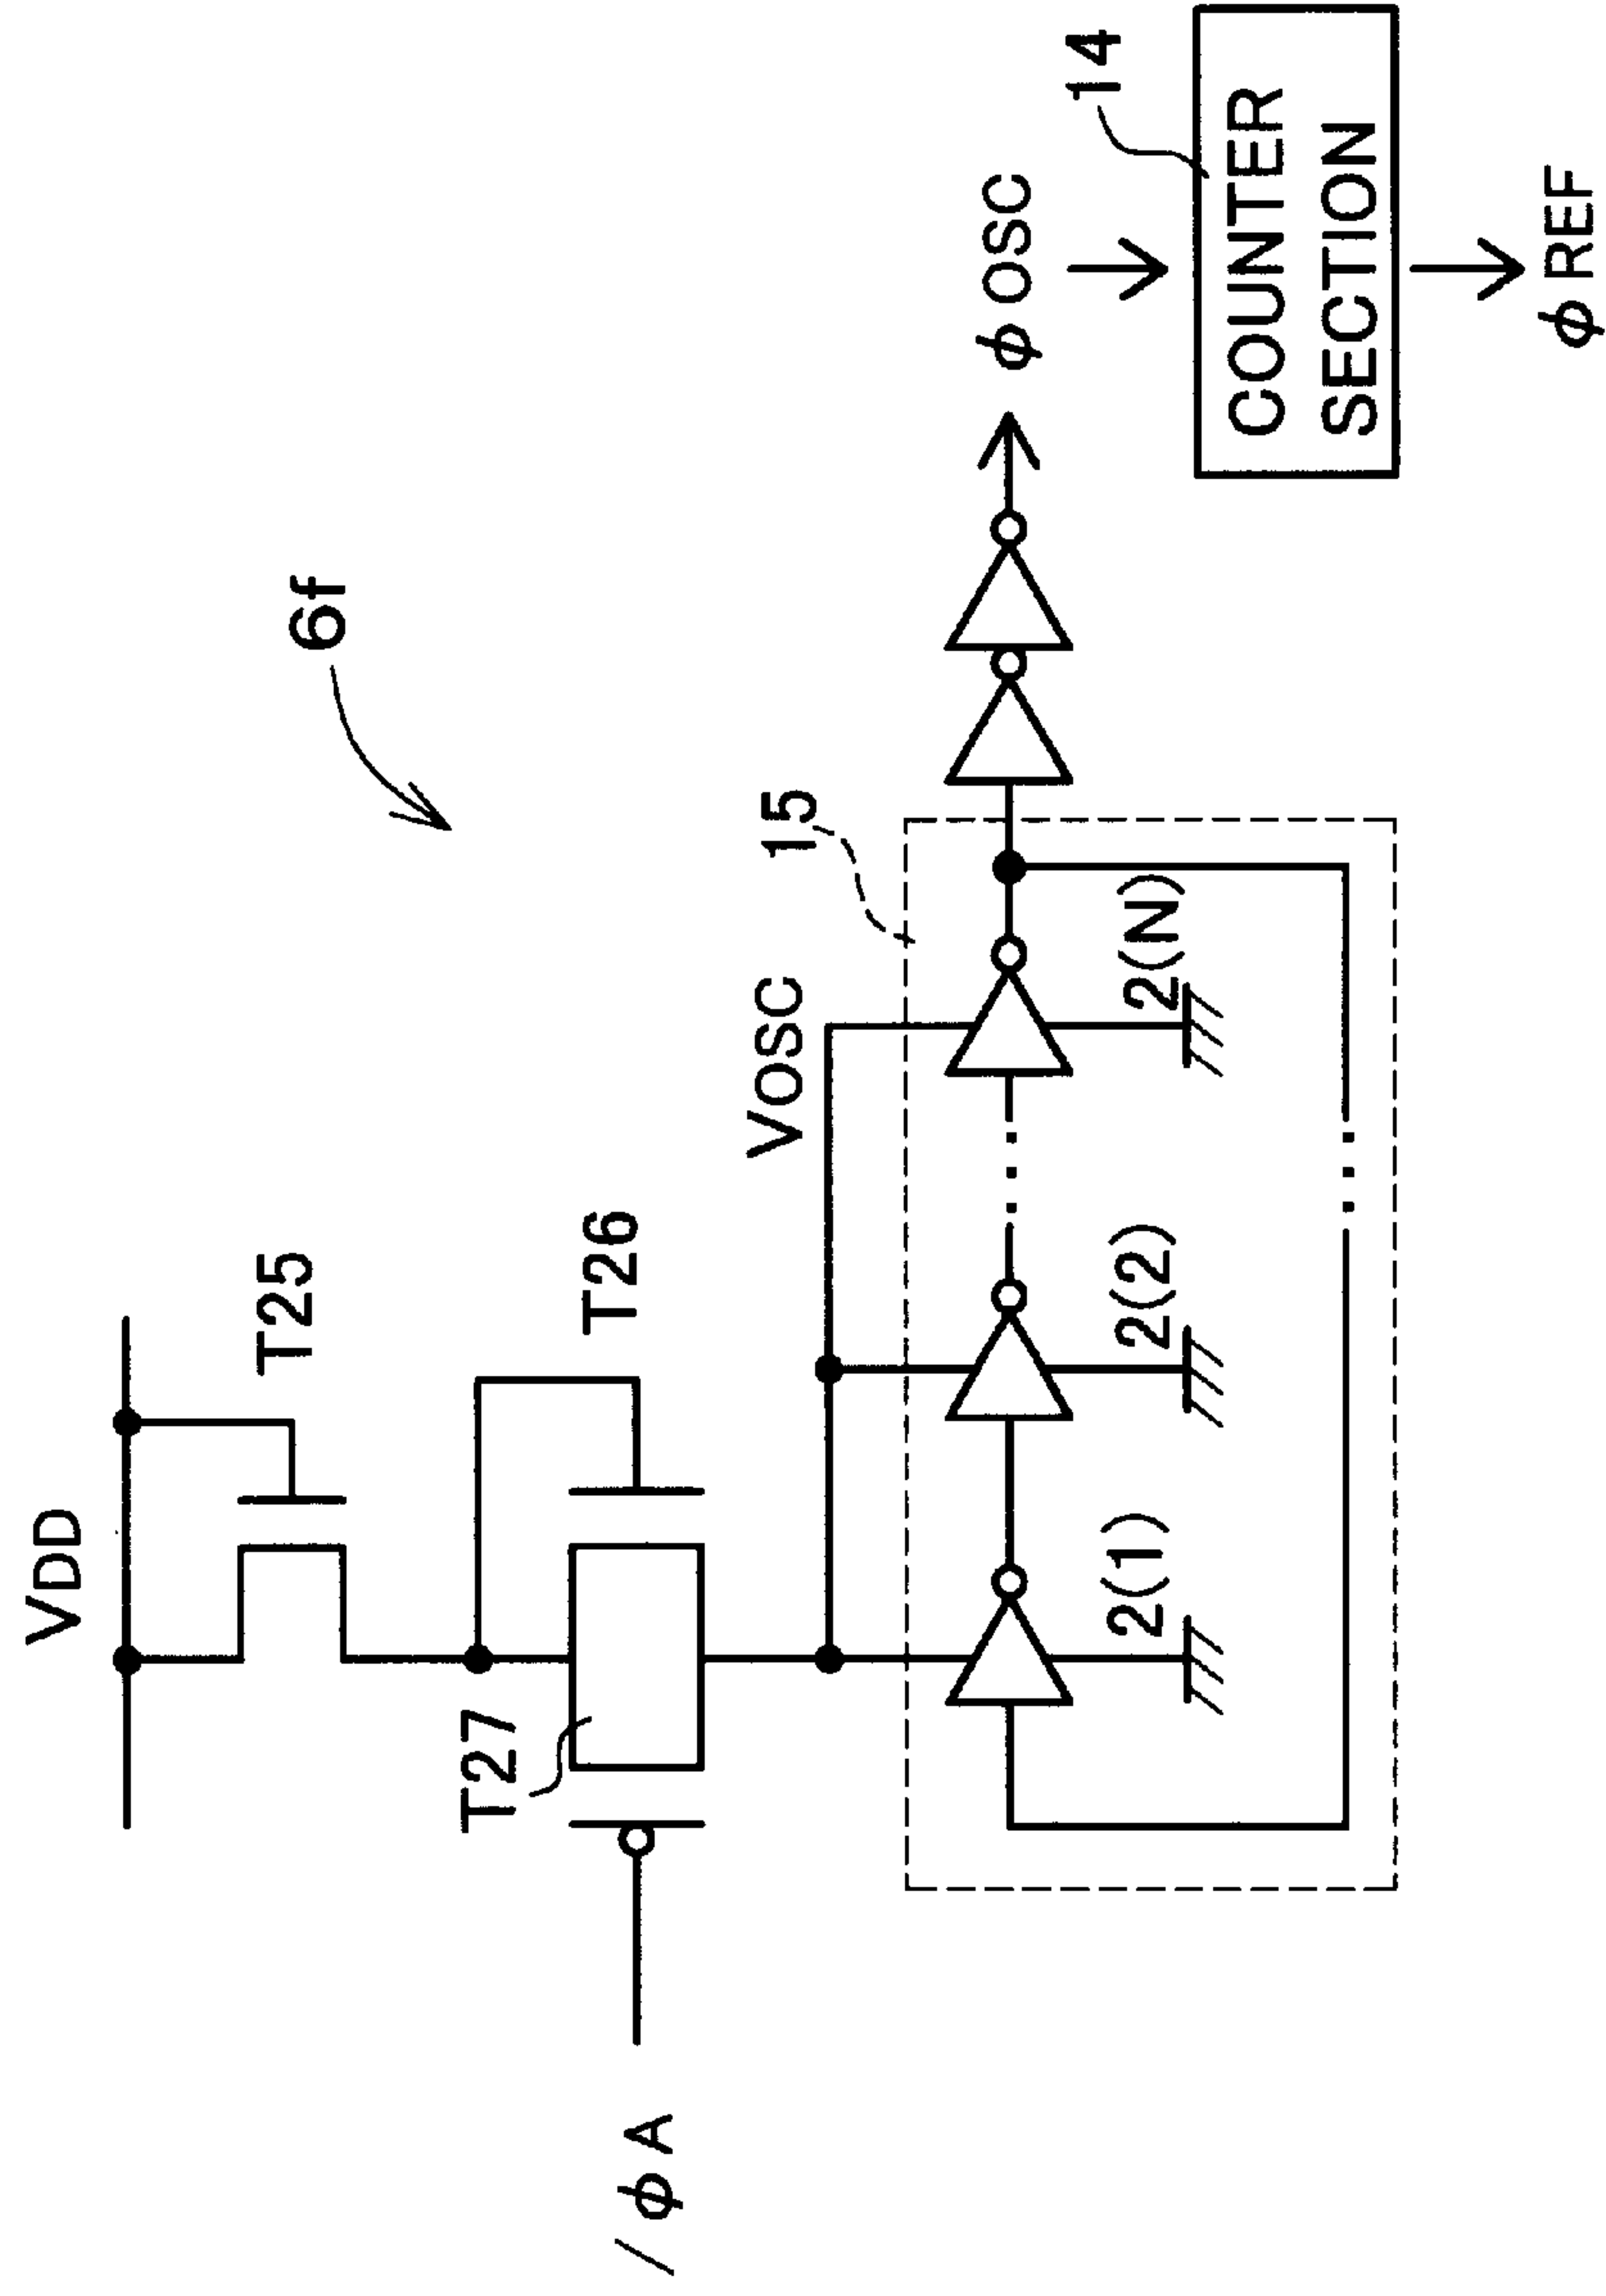 6f
VDD
T25
T27
T26
/φA
VOSC
15
2(1)
2(2)
2(N)
φOSC
14
COUNTER
SECTION
φREF